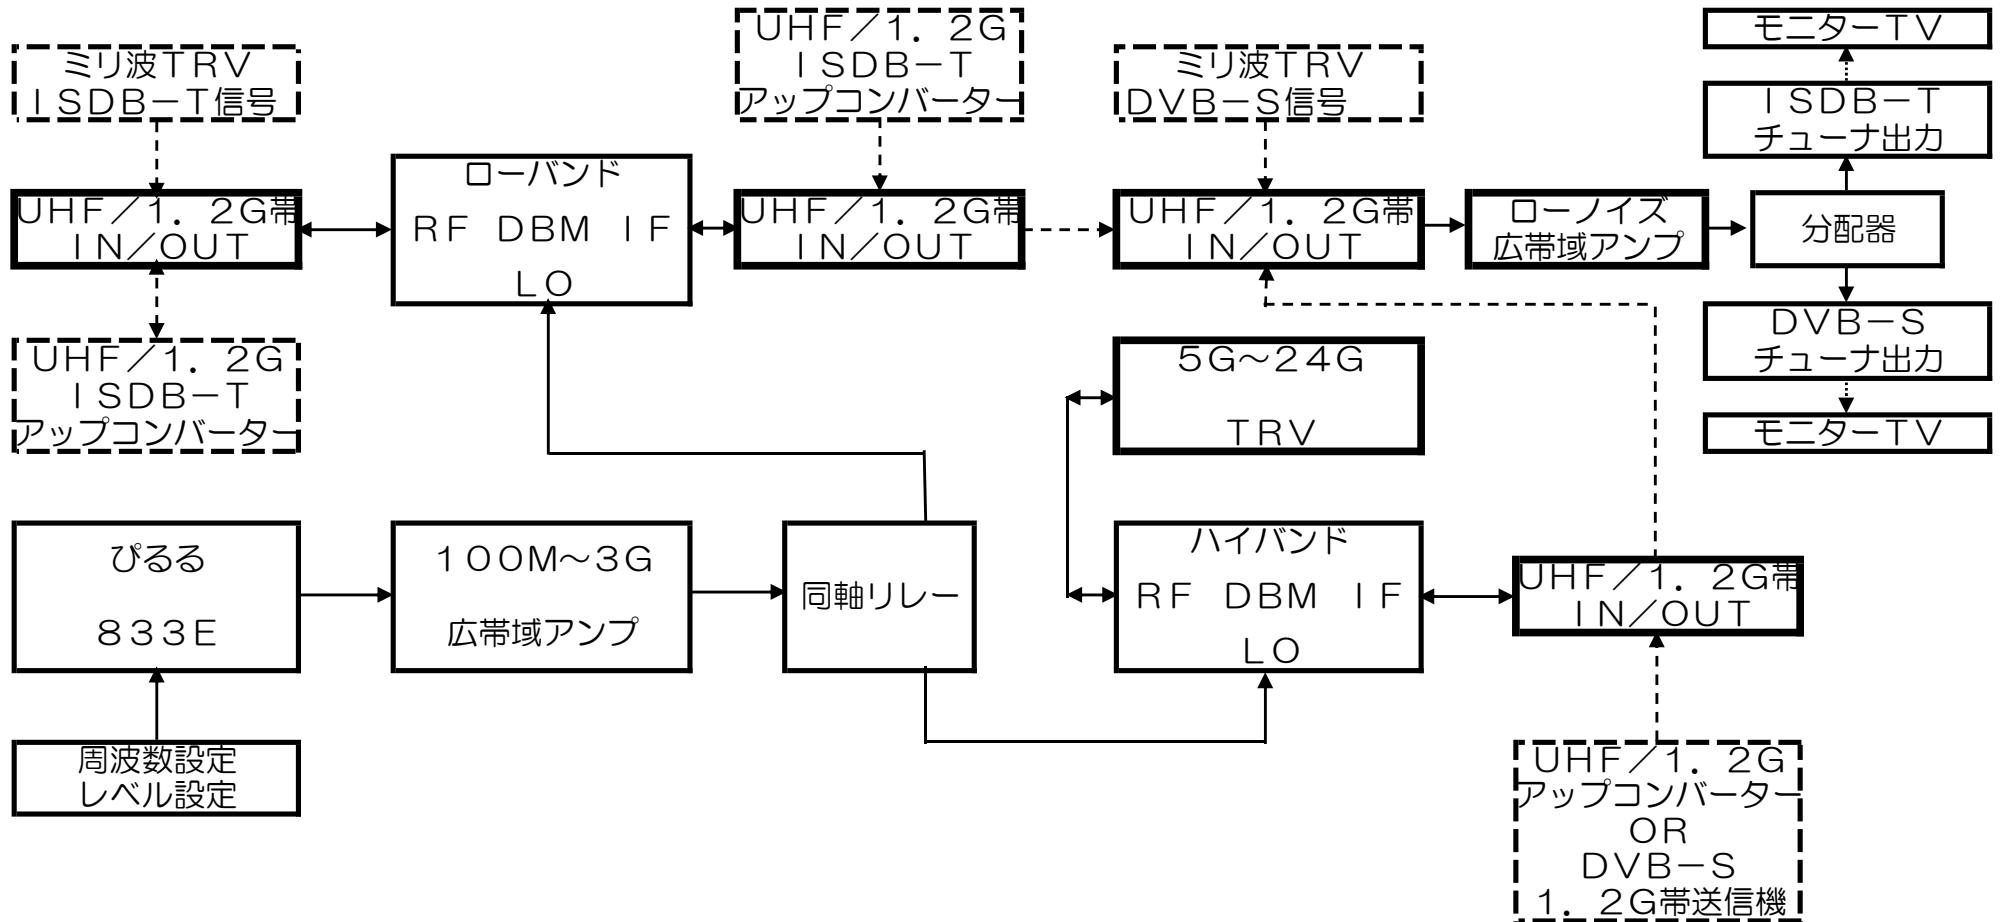 ミリ波TRV
ISDB-T信号
UHF/1.2G
ISDB-T
アップコンバーター
ミリ波TRV
DVB-S信号
モニターTV
ISDB-T
チューナ出力
UHF/1.2G帯
IN/OUT
ローバンド
RF DBM IF
LO
UHF/1.2G帯
IN/OUT
UHF/1.2G帯
IN/OUT
ローノイズ
広帯域アンプ
分配器
UHF/1.2G
ISDB-T
アップコンバーター
5G~24G
TRV
DVB-S
チューナ出力
モニターTV
ぴるる
833E
100M~3G
広帯域アンプ
同軸リレー
ハイバンド
RF DBM IF
LO
UHF/1.2G帯
IN/OUT
周波数設定
レベル設定
UHF/1.2G
アップコンバーター
OR
DVB-S
1.2G帯送信機